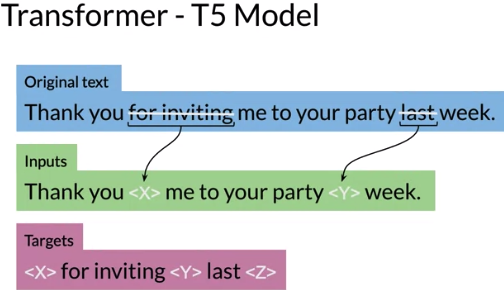 Transformer - T5 Model
Original text
Thank you for inviting me to your party last week.
Inputs
Thank you <X> me to your party <Y> week.
Targets
<X> for inviting <Y> last <Z>